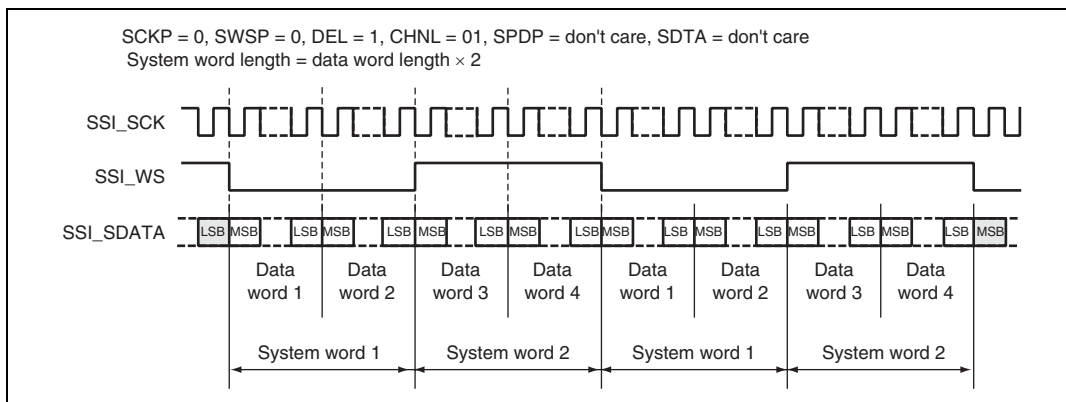 SCKP = 0, SWSP = 0, DEL = 1, CHNL = 01, SPDP = don't care, SDTA = don't care
System word length = data word length × 2
SSI_SCK
SSI_WS
SSI_SDATA
LSB MSB LSB MSB LSB MSB LSB MSB LSB MSB LSB MSB LSB MSB LSB MSB LSB MSB
Data word 1 Data word 2 Data word 3 Data word 4 Data word 1 Data word 2 Data word 3 Data word 4
System word 1 System word 2 System word 1 System word 2